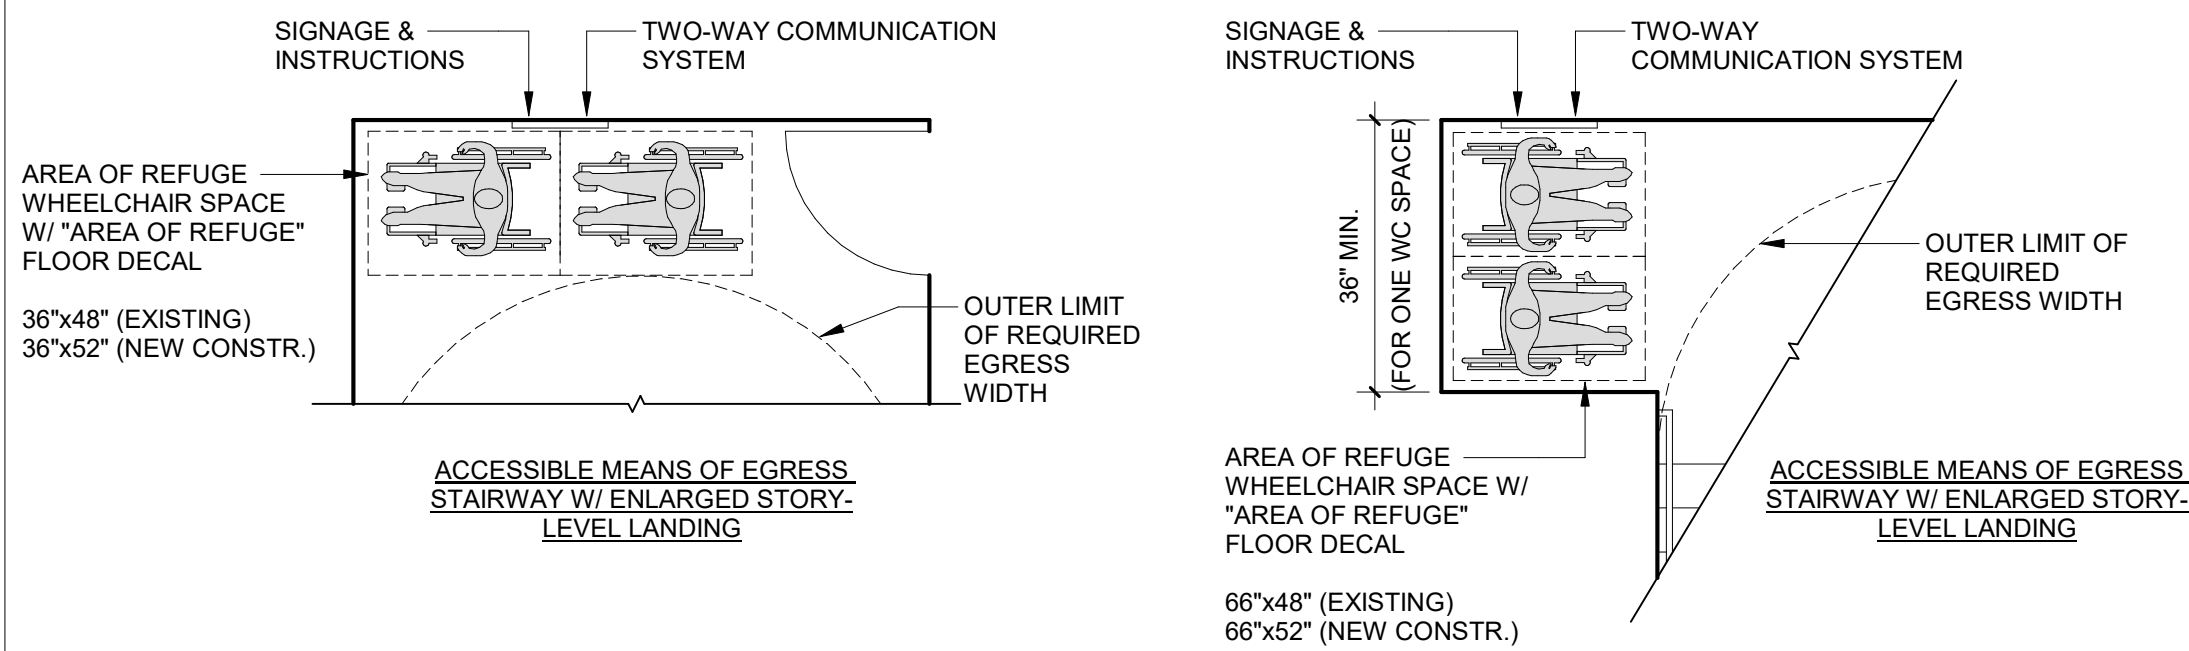 SIGNAGE &
INSTRUCTIONS
TWO-WAY COMMUNICATION
SYSTEM
AREA OF REFUGE
WHEELCHAIR SPACE
W/ "AREA OF REFUGE"
FLOOR DECAL
36"x48" (EXISTING)
36"x52" (NEW CONSTR.)
OUTER LIMIT
OF REQUIRED
EGRESS
WIDTH
ACCESSIBLE MEANS OF EGRESS
STAIRWAY W/ ENLARGED STORY-
LEVEL LANDING
SIGNAGE &
INSTRUCTIONS
TWO-WAY
COMMUNICATION SYSTEM
36" MIN.
(FOR ONE WC SPACE)
OUTER LIMIT OF
REQUIRED
EGRESS WIDTH
AREA OF REFUGE
WHEELCHAIR SPACE W/
"AREA OF REFUGE"
FLOOR DECAL
66"x48" (EXISTING)
66"x52" (NEW CONSTR.)
ACCESSIBLE MEANS OF EGRESS
STAIRWAY W/ ENLARGED STORY-
LEVEL LANDING